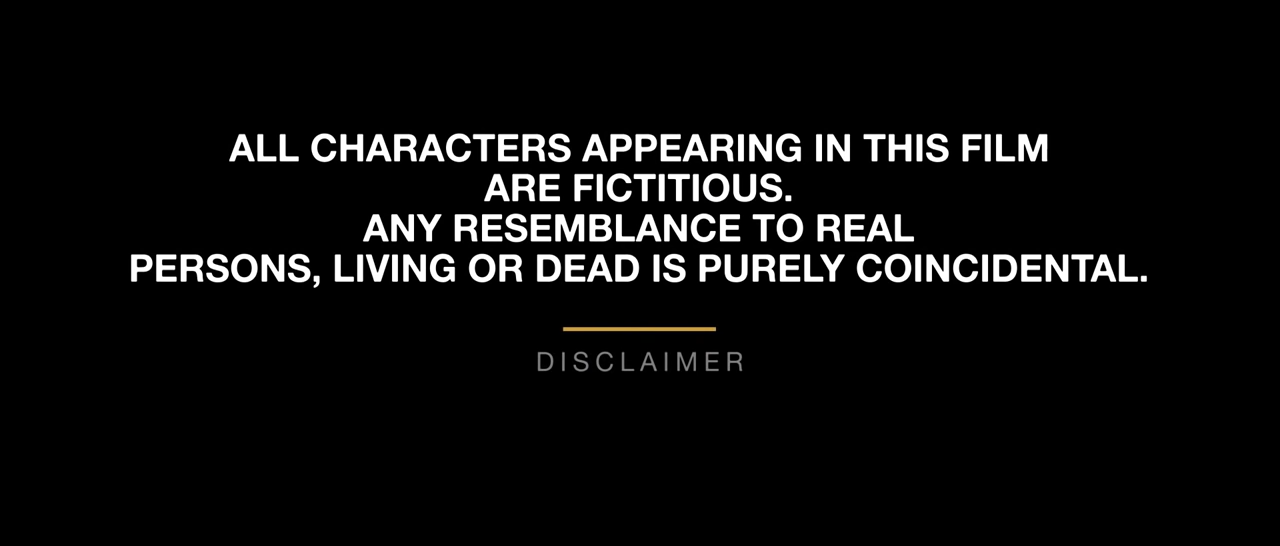 ALL CHARACTERS APPEARING IN THIS FILM
ARE FICTITIOUS.
ANY RESEMBLANCE TO REAL
PERSONS, LIVING OR DEAD IS PURELY COINCIDENTAL.
DISCLAIMER